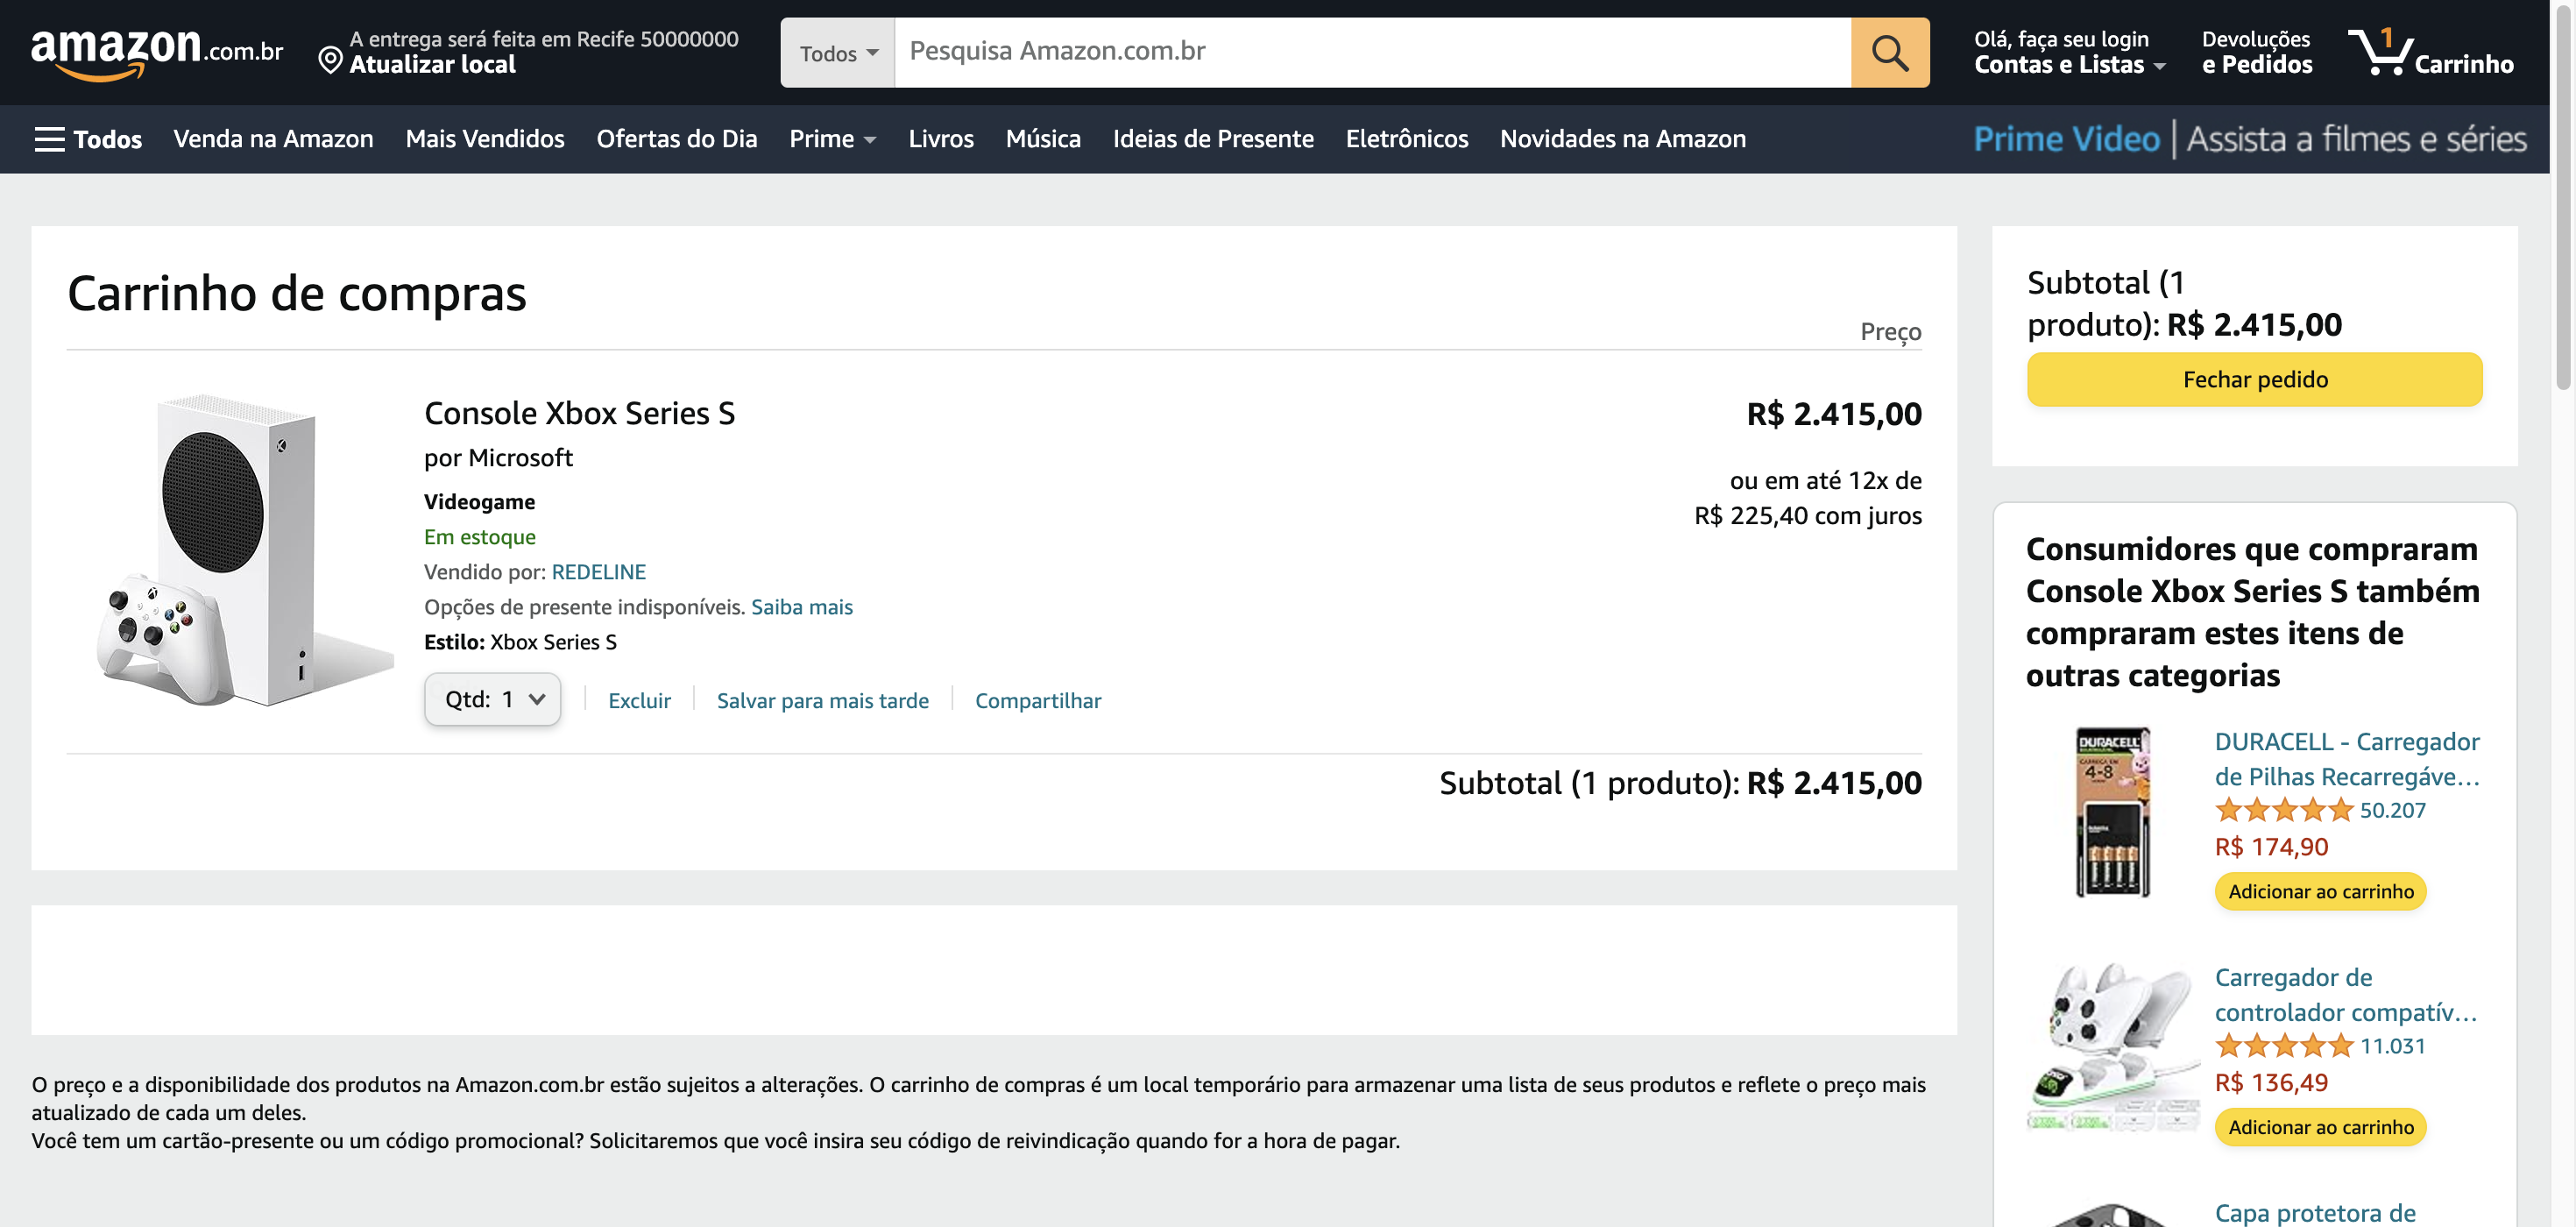 amazon.com.br
A entrega será feita em Recife 50000000
Atualizar local
Todos
Pesquisa Amazon.com.br
Olá, faça seu login
Contas e Listas
Devoluções
e Pedidos
1
Carrinho
Todos
Venda na Amazon
Mais Vendidos
Ofertas do Dia
Prime
Livros
Música
Ideias de Presente
Eletrônicos
Novidades na Amazon
Prime Video | Assista a filmes e séries
Carrinho de compras
Preço
Console Xbox Series S
R$ 2.415,00
por Microsoft
ou em até 12x de
R$ 225,40 com juros
Videogame
Em estoque
Vendido por: REDELINE
Opções de presente indisponíveis. Saiba mais
Estilo: Xbox Series S
Qtd: 1
Excluir
Salvar para mais tarde
Compartilhar
Subtotal (1 produto): R$ 2.415,00
O preço e a disponibilidade dos produtos na Amazon.com.br estão sujeitos a alterações. O carrinho de compras é um local temporário para armazenar uma lista de seus produtos e reflete o preço mais
atualizado de cada um deles.
Você tem um cartão-presente ou um código promocional? Solicitaremos que você insira seu código de reivindicação quando for a hora de pagar.
Subtotal (1
produto): R$ 2.415,00
Fechar pedido
Consumidores que compraram
Console Xbox Series S também
compraram estes itens de
outras categorias
DURACELL
4-8
DURACELL - Carregador
de Pilhas Recarregáve…
50.207
R$ 174,90
Adicionar ao carrinho
Carregador de
controlador compatív…
11.031
R$ 136,49
Adicionar ao carrinho
Capa protetora de